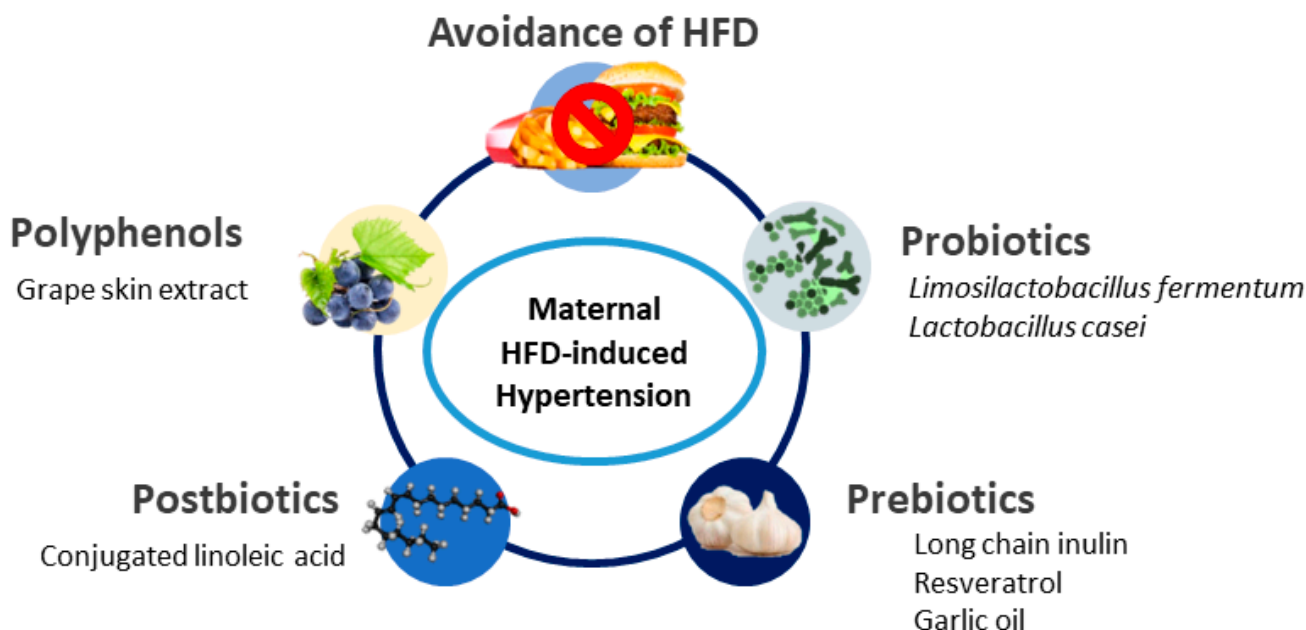 Avoidance of HFD
Polyphenols
Grape skin extract
Probiotics
Limosilactobacillus fermentum
Lactobacillus casei
Maternal
HFD-induced
Hypertension
Postbiotics
Conjugated linoleic acid
Prebiotics
Long chain inulin
Resveratrol
Garlic oil